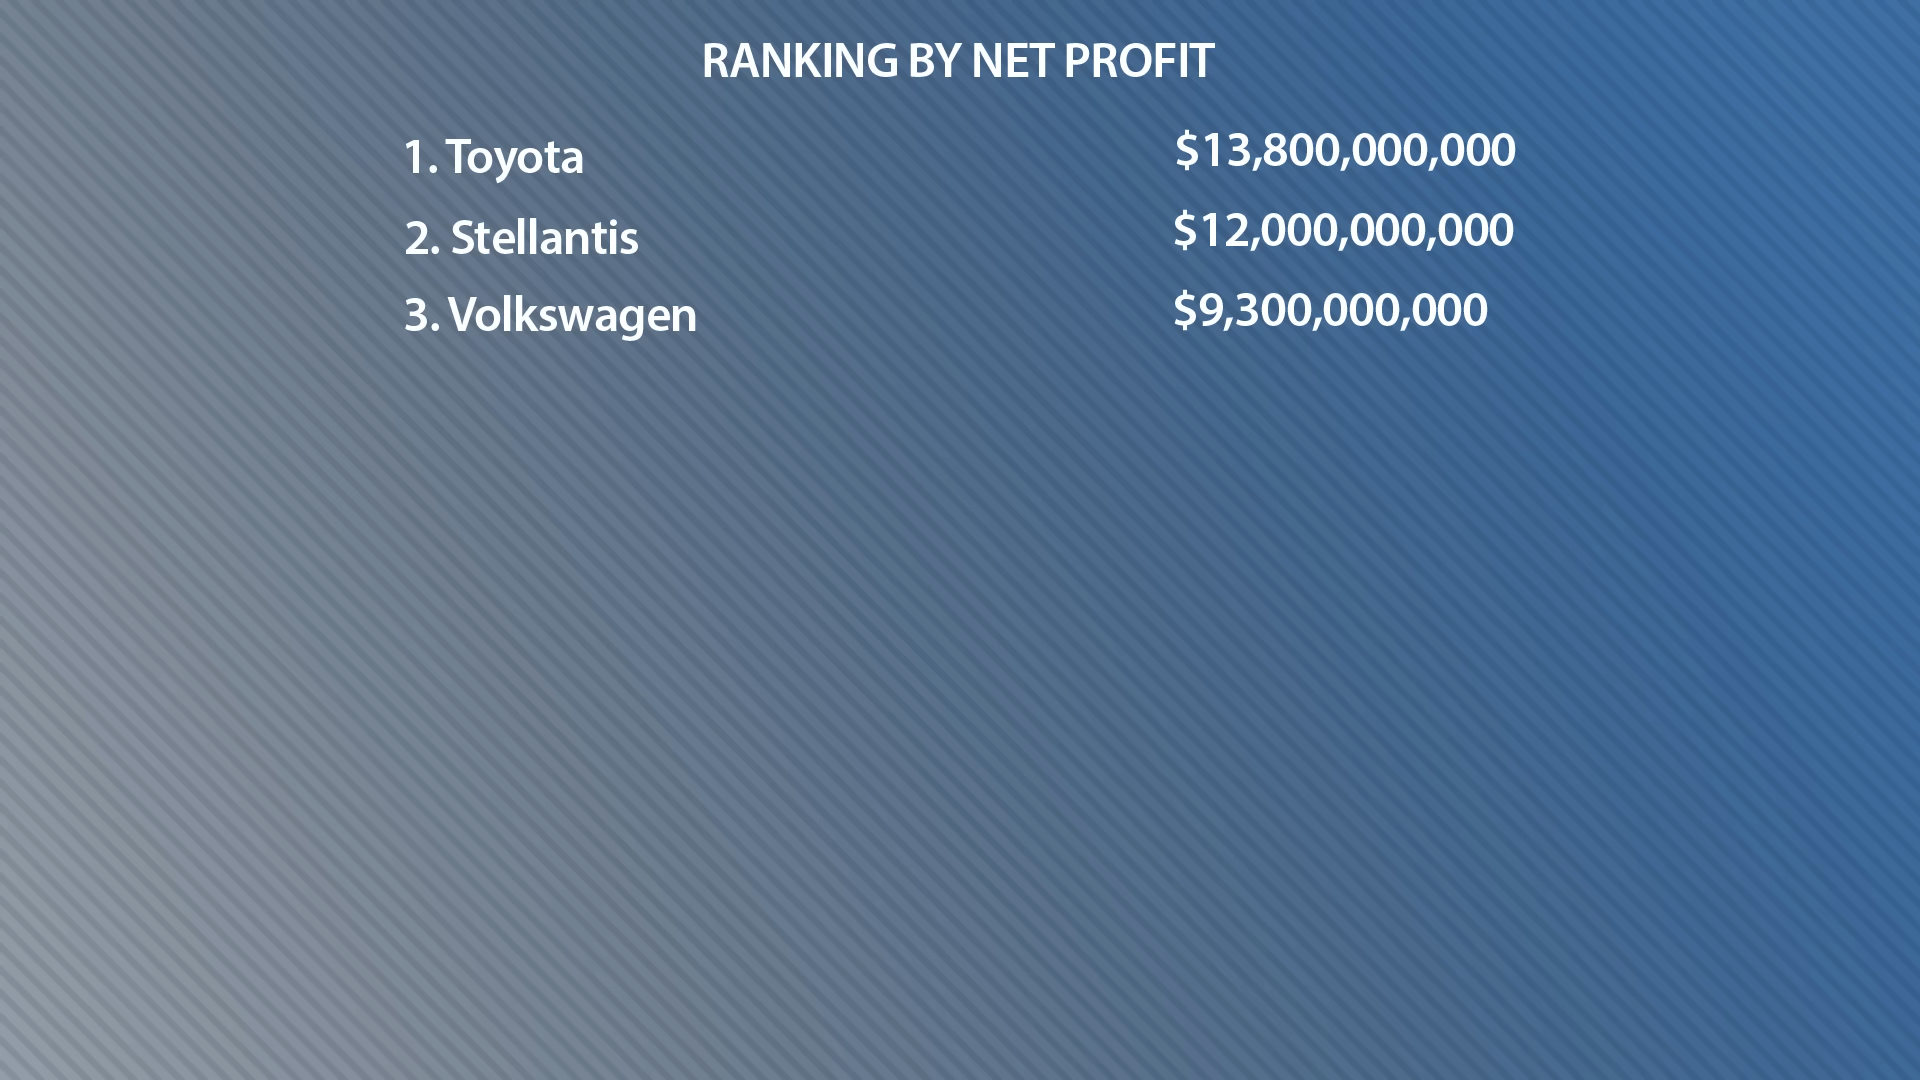 RANKING BY NET PROFIT
1. Toyota $13,800,000,000
2. Stellantis $12,000,000,000
3. Volkswagen $9,300,000,000